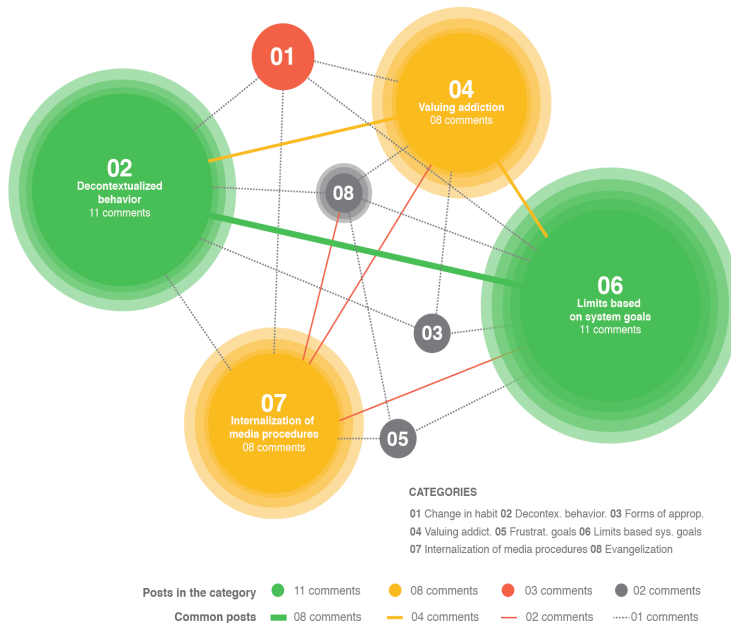 01
04
Valuing addiction
08 comments
02
Decontextualized
behavior
11 comments
08
06
Limits based
on system goals
11 comments
03
07
Internalization of
media procedures
08 comments
05
CATEGORIES
01 Change in habit 02 Decontex. behavior. 03 Forms of approp.
04 Valuing addict. 05 Frustrat. goals 06 Limits based sys. goals
07 Internalization of media procedures 08 Evangelization
Posts in the category 11 comments 08 comments 03 comments 02 comments
Common posts 08 comments 04 comments 02 comments 01 comments